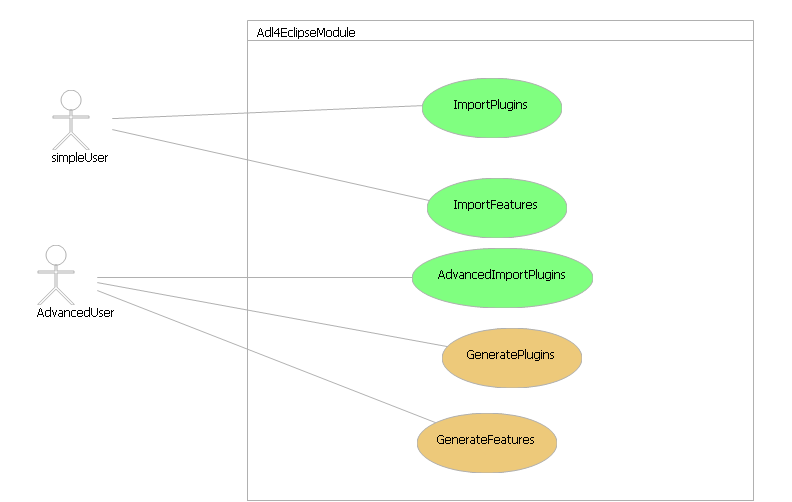 Adl4EclipseModule
ImportPlugins
simpleUser
ImportFeatures
AdvancedImportPlugins
AdvancedUser
GeneratePlugins
GenerateFeatures